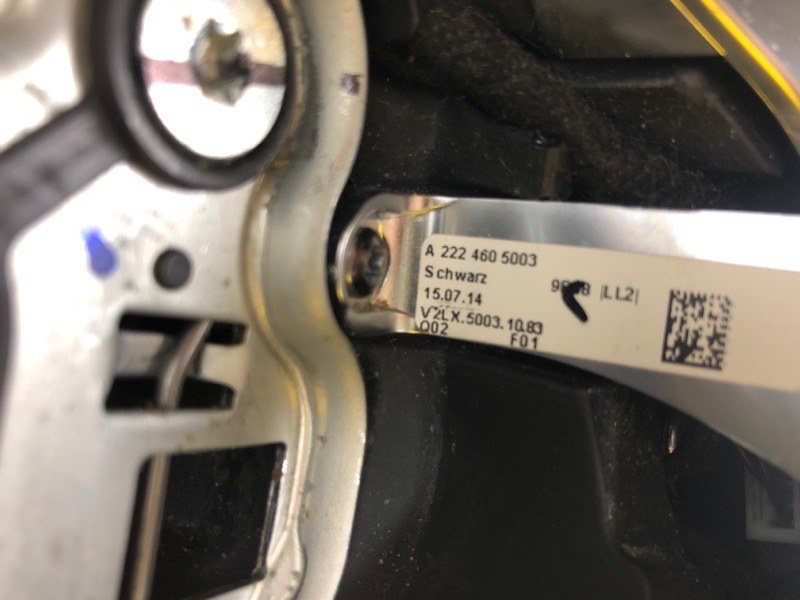 A 222 460 5003
Schwarz
15.07.14 |LL2|
V2LX.5003.10.83
002 F01